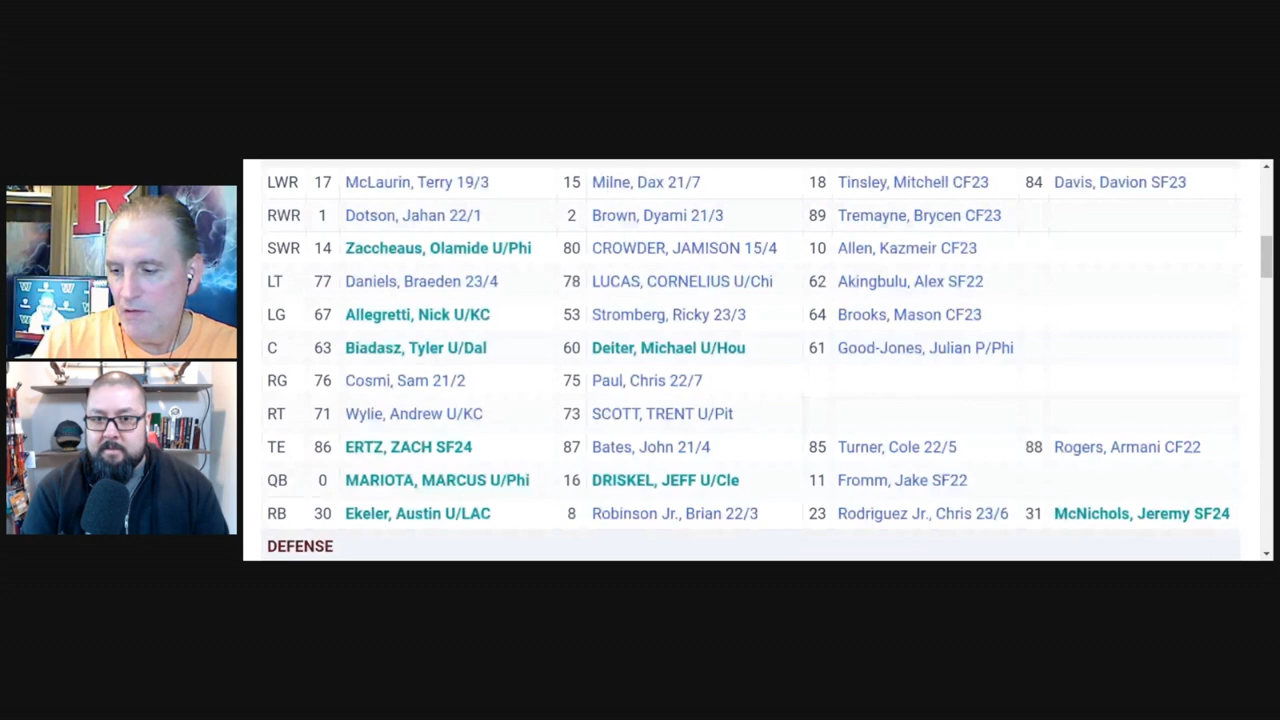 LWR 17 McLaurin, Terry 19/3 15 Milne, Dax 21/7 18 Tinsley, Mitchell CF23 84 Davis, Davion SF23
RWR 1 Dotson, Jahan 22/1 2 Brown, Dyami 21/3 89 Tremayne, Brycen CF23
SWR 14 Zaccheaus, Olamide U/Phi 80 CROWDER, JAMISON 15/4 10 Allen, Kazmeir CF23
LT 77 Daniels, Braeden 23/4 78 LUCAS, CORNELIUS U/Chi 62 Akingbulu, Alex SF22
LG 67 Allegretti, Nick U/KC 53 Stromberg, Ricky 23/3 64 Brooks, Mason CF23
C 63 Biadasz, Tyler U/Dal 60 Deiter, Michael U/Hou 61 Good-Jones, Julian P/Phi
RG 76 Cosmi, Sam 21/2 75 Paul, Chris 22/7
RT 71 Wylie, Andrew U/KC 73 SCOTT, TRENT U/Pit
TE 86 ERTZ, ZACH SF24 87 Bates, John 21/4 85 Turner, Cole 22/5 88 Rogers, Armani CF22
QB 0 MARIOTA, MARCUS U/Phi 16 DRISKEL, JEFF U/Cle 11 Fromm, Jake SF22
RB 30 Ekeler, Austin U/LAC 8 Robinson Jr., Brian 22/3 23 Rodriguez Jr., Chris 23/6 31 McNichols, Jeremy SF24
DEFENSE